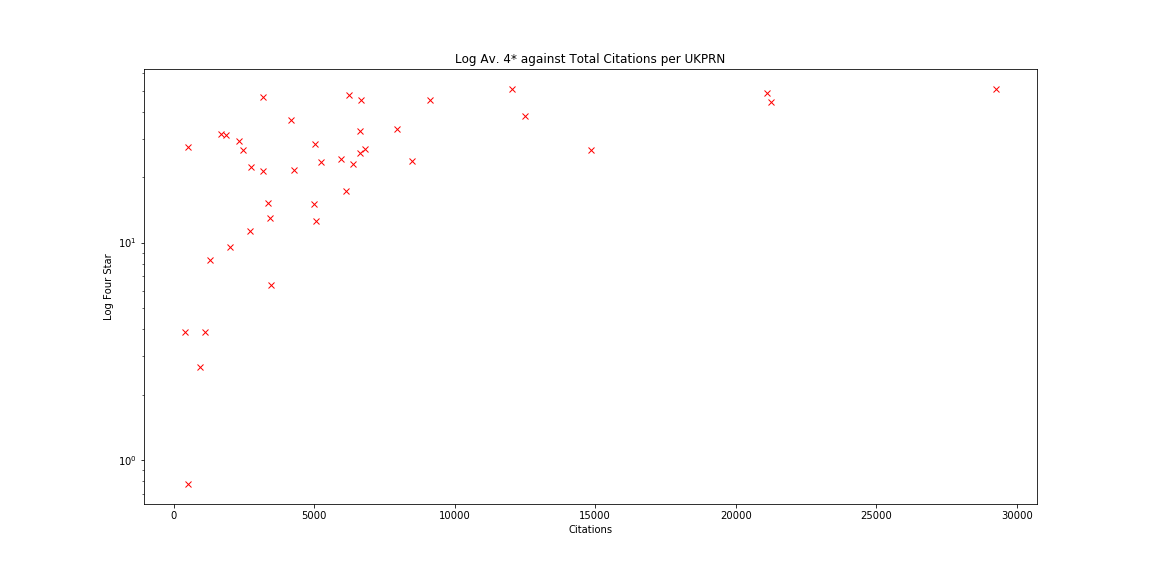 Log Av. 4* against Total Citations per UKPRN
Log Four Star
10¹
10⁰
0 5000 10000 15000 20000 25000 30000
Citations